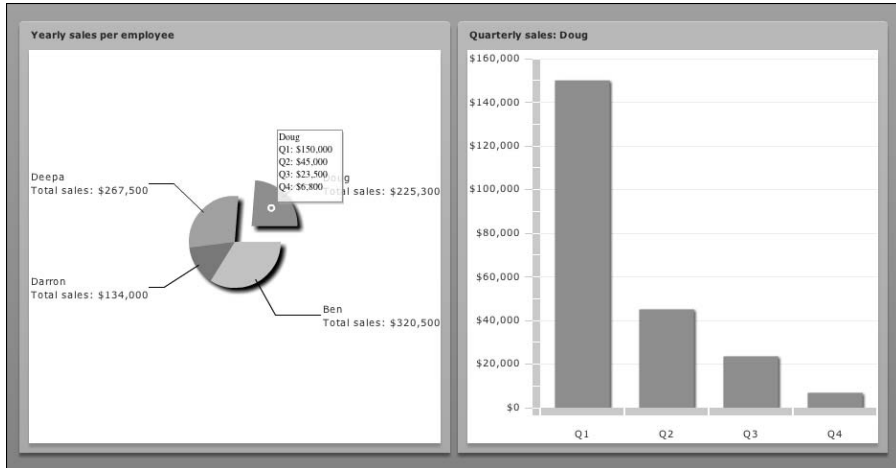 Yearly sales per employee
Doug
Q1: $150,000
Q2: $45,000
Q3: $23,500
Q4: $6,800
Doug
Total sales: $225,300
Deepa
Total sales: $267,500
Darron
Total sales: $134,000
Ben
Total sales: $320,500
Quarterly sales: Doug
$160,000
$140,000
$120,000
$100,000
$80,000
$60,000
$40,000
$20,000
$0
Q1 Q2 Q3 Q4